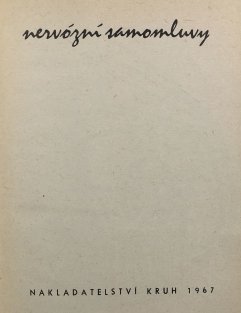 nervózní samomluvy
NAKLADATELSTVÍ KRUH 1967